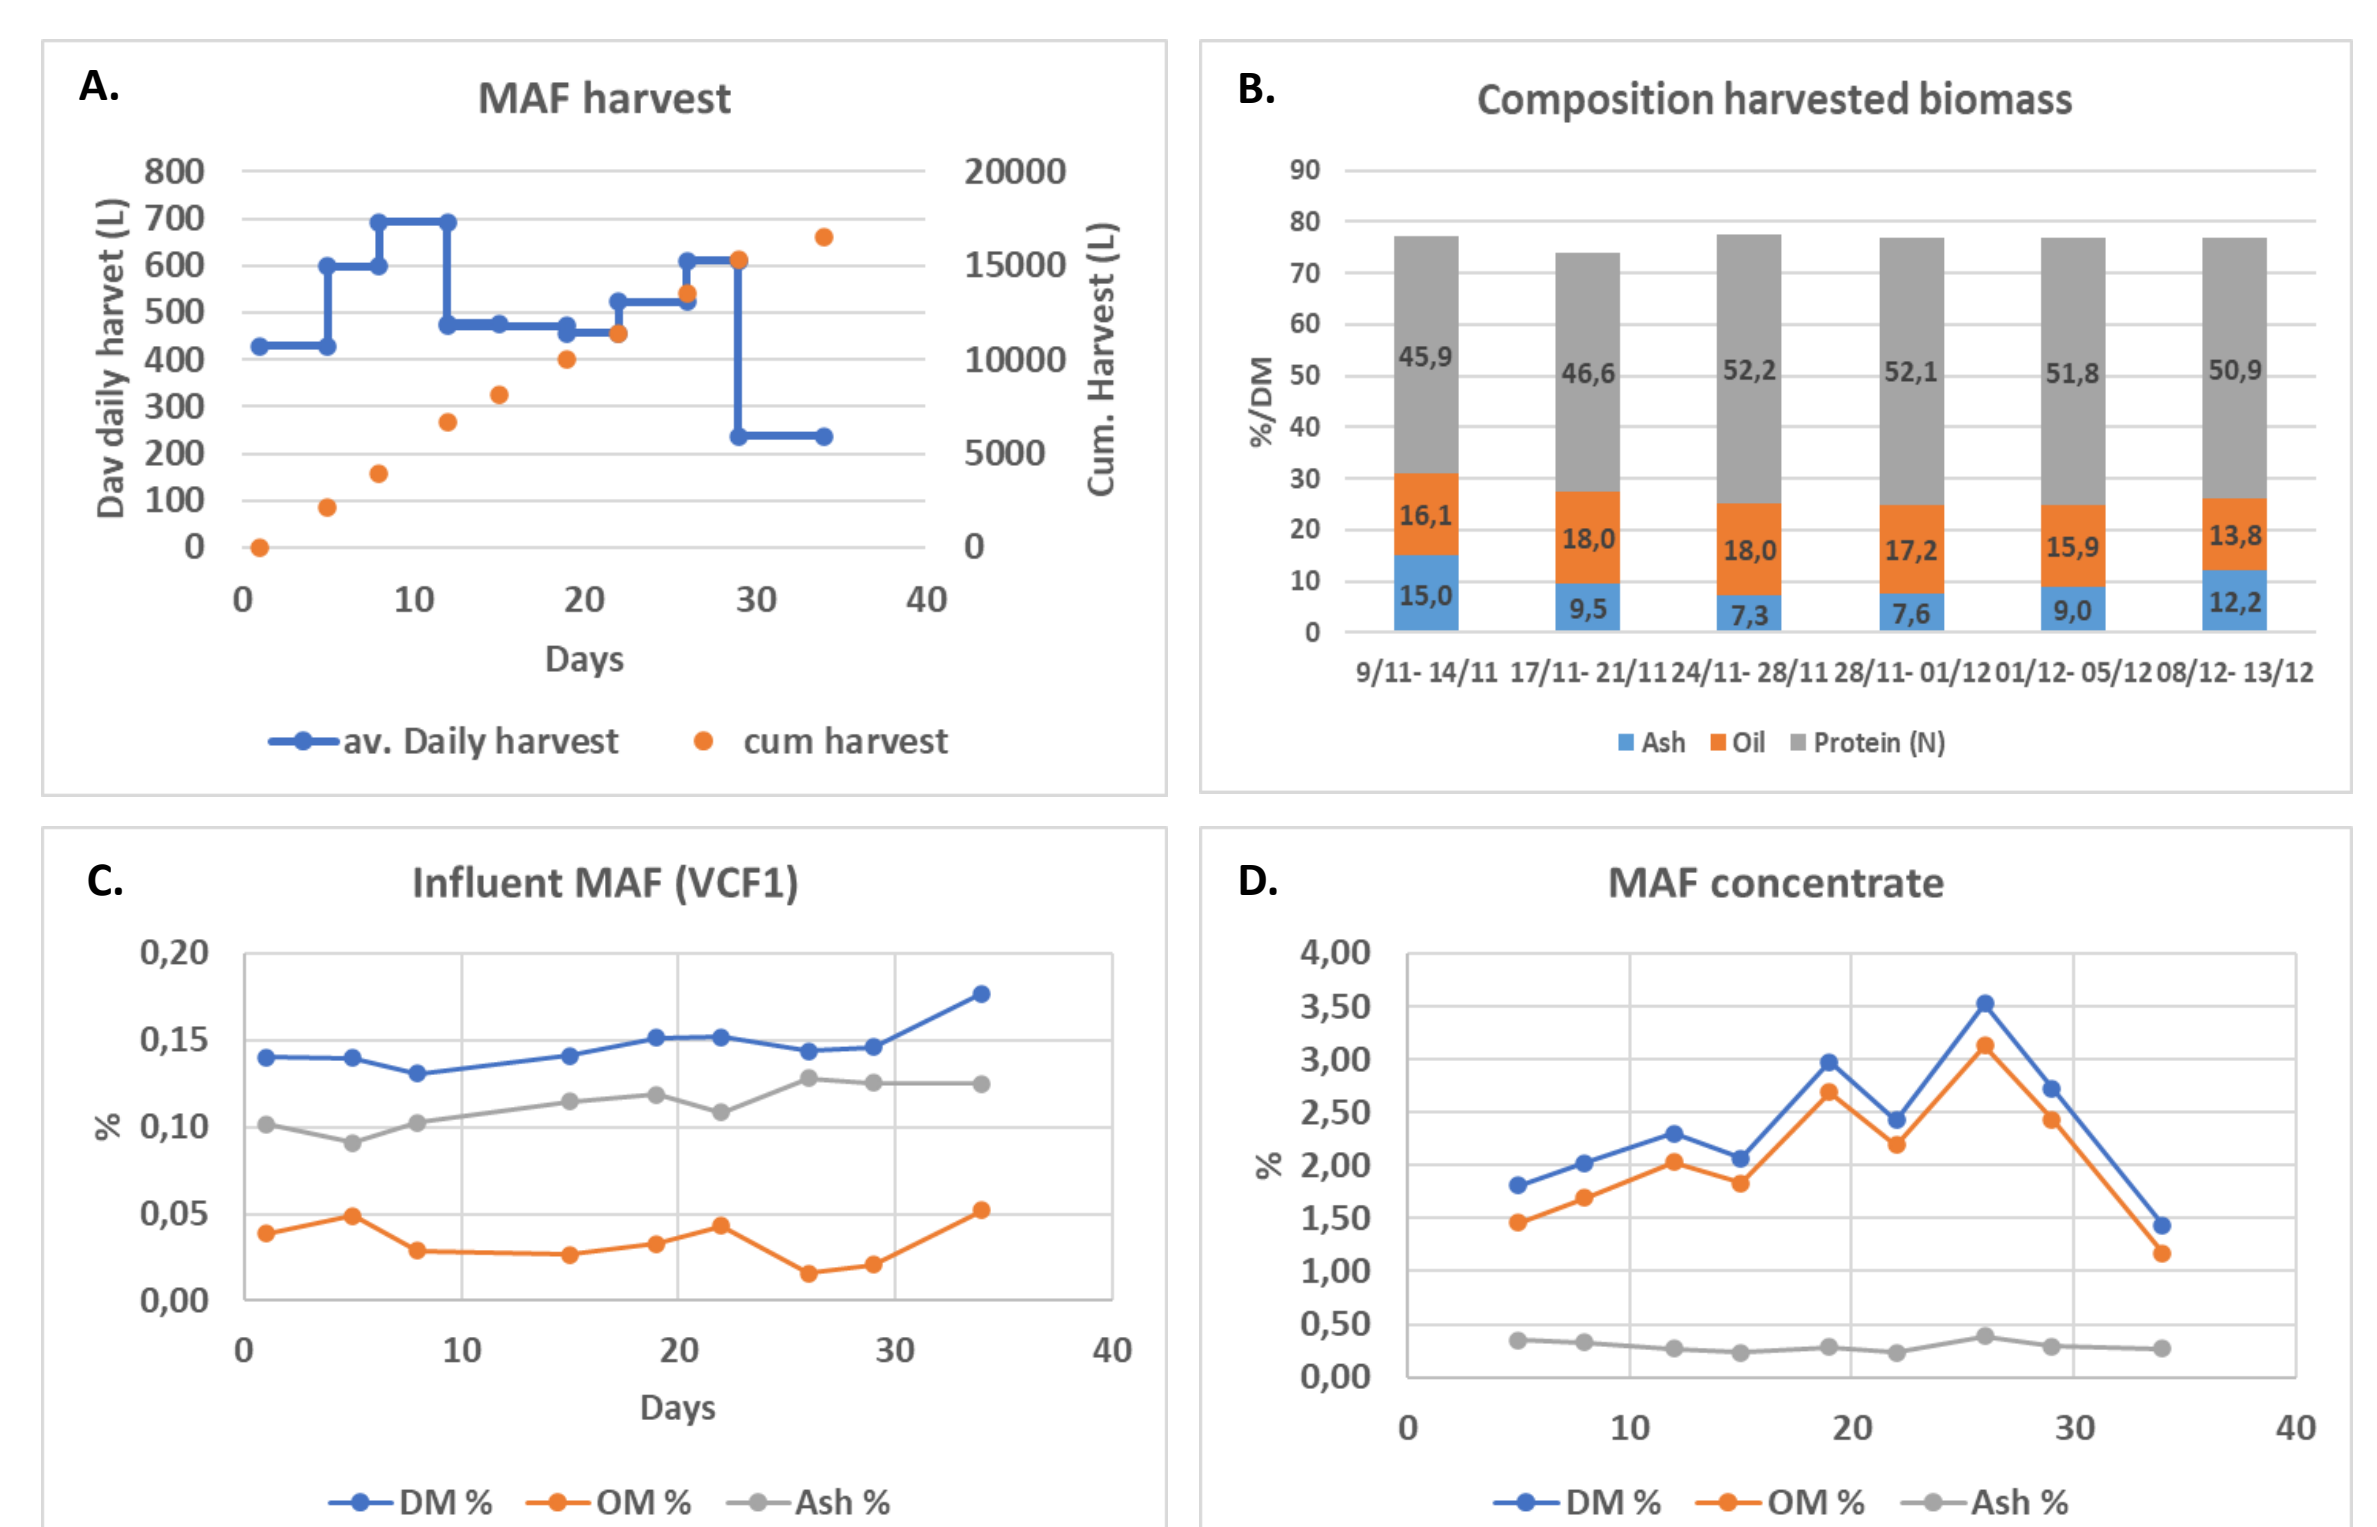 A.
MAF harvest
Dav daily harvet (L)
800
700
600
500
400
300
200
100
0
20000
15000
10000
5000
0
Cum. Harvest (L)
0 10 20 30 40
Days
av. Daily harvest cum harvest
B.
Composition harvested biomass
%/DM
90
80
70
60
50
40
30
20
10
0
45,9 46,6 52,2 52,1 51,8 50,9
16,1 18,0 18,0 17,2 15,9 13,8
15,0 9,5 7,3 7,6 9,0 12,2
9/11- 14/11 17/11- 21/11 24/11- 28/11 28/11- 01/12 01/12- 05/12 08/12- 13/12
Ash Oil Protein (N)
C.
Influent MAF (VCF1)
%
0,20
0,15
0,10
0,05
0,00
0 10 20 30 40
Days
DM % OM % Ash %
D.
MAF concentrate
%
4,00
3,50
3,00
2,50
2,00
1,50
1,00
0,50
0,00
0 10 20 30 40
DM % OM % Ash %